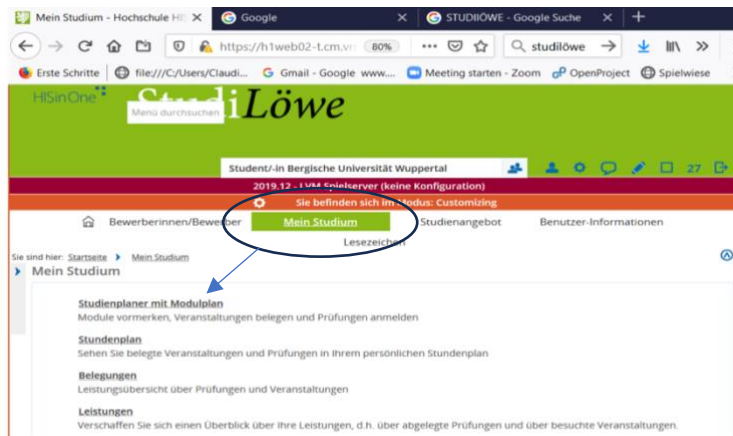 Mein Studium - Hochschule HI
Google
STUDIlÖWE - Google Suche
https://h1web02-t.cm.vi 80% studilöwe
Erste Schritte file:///C:/Users/Claudi... Gmail - Google www.... Meeting starten - Zoom OpenProject Spielwiese
HISinOne StudiLöwe
Menü durchsuchen
Student/-in Bergische Universität Wuppertal 27
2019.12 - LVM Spielserver (keine Konfiguration)
Sie befinden sich im Modus: Customizing
Bewerberinnen/Bewerber Mein Studium Studienangebot Benutzer-Informationen
Lesezeichen
Sie sind hier: Startseite Mein Studium
Mein Studium
Studienplaner mit Modulplan
Module vormerken, Veranstaltungen belegen und Prüfungen anmelden
Stundenplan
Sehen Sie belegte Veranstaltungen und Prüfungen in Ihrem persönlichen Stundenplan
Belegungen
Leistungsübersicht über Prüfungen und Veranstaltungen
Leistungen
Verschaffen Sie sich einen Überblick über Ihre Leistungen, d.h. über abgelegte Prüfungen und über besuchte Veranstaltungen.